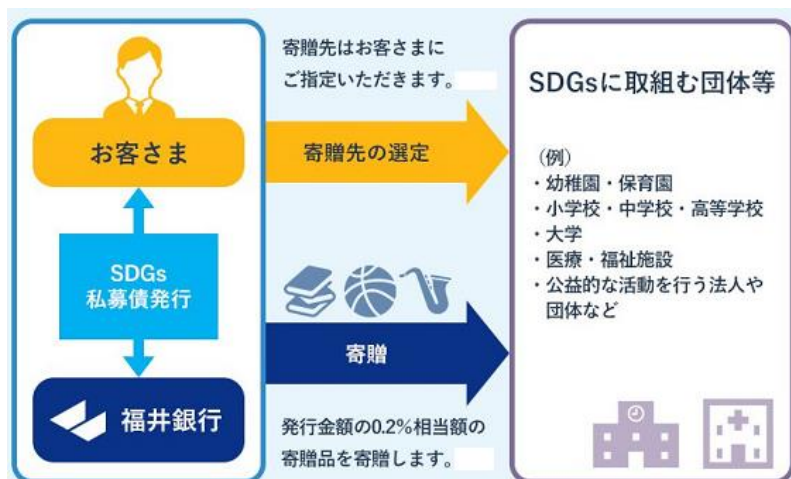 お客さま
SDGs
私募債発行
福井銀行
寄贈先はお客さまに
ご指定いただきます。
寄贈先の選定
寄贈
発行金額の0.2%相当額の
寄贈品を寄贈します。
SDGsに取組む団体等
（例）
・幼稚園・保育園
・小学校・中学校・高等学校
・大学
・医療・福祉施設
・公益的な活動を行う法人や
団体など